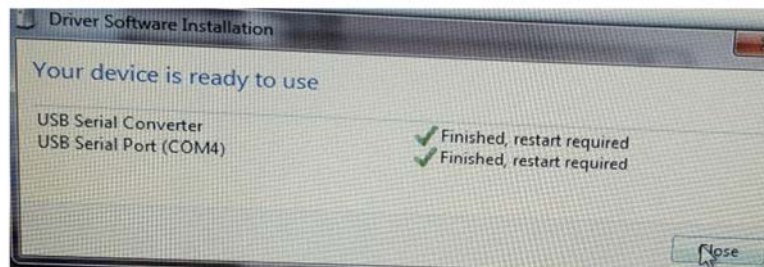 Driver Software Installation
Your device is ready to use
USB Serial Converter
Finished, restart required
USB Serial Port (COM4)
Finished, restart required
Close